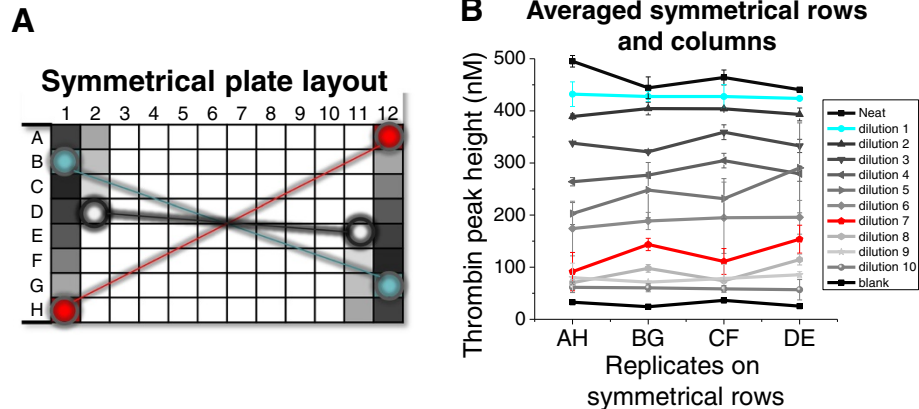 A
Symmetrical plate layout
1 2 3 4 5 6 7 8 9 10 11 12
A
B
C
D
E
F
G
H
B
Averaged symmetrical rows
and columns
Thrombin peak height (nM)
500
400
300
200
100
0
AH BG CF DE
Replicates on
symmetrical rows
Neat
dilution 1
dilution 2
dilution 3
dilution 4
dilution 5
dilution 6
dilution 7
dilution 8
dilution 9
dilution 10
blank